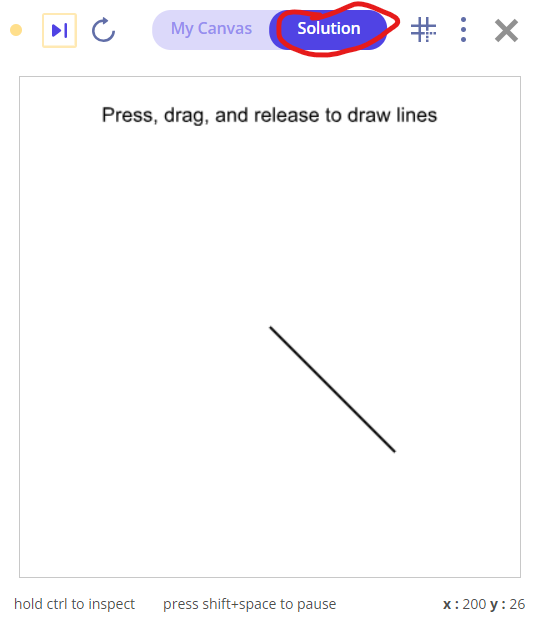 My Canvas Solution
Press, drag, and release to draw lines
hold ctrl to inspect press shift+space to pause x : 200 y : 26